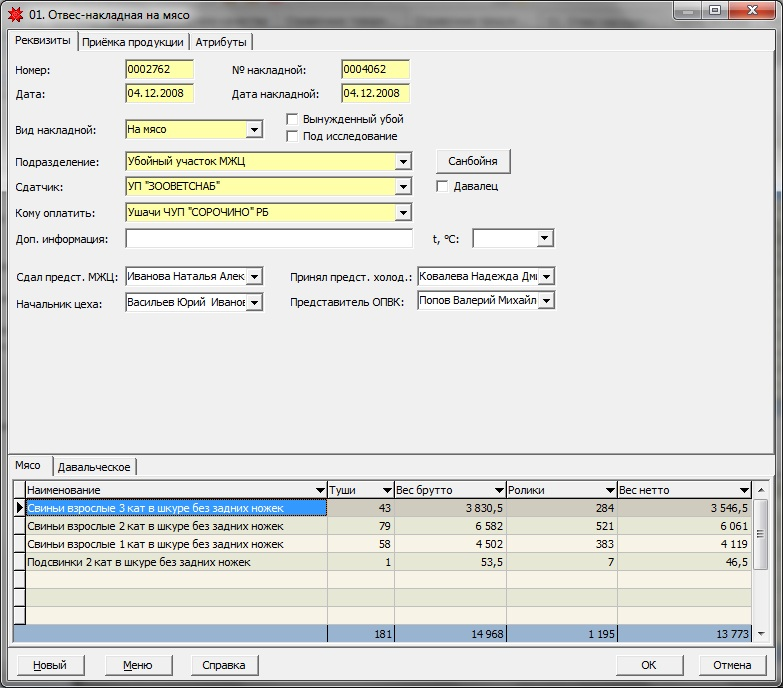 01. Отвес-накладная на мясо
Реквизиты Приёмка продукции Атрибуты
Номер: 0002762 № накладной: 0004062
Дата: 04.12.2008 Дата накладной: 04.12.2008
Вид накладной: На мясо
Вынужденный убой
Под исследование
Подразделение: Убойный участок МЖЦ Санбойня
Сдатчик: УП "ЗООВЕТСНАБ" Давалец
Кому оплатить: Ушачи ЧУП "СОРОЧИНО" РБ
Доп. информация: t, °C:
Сдал предст. МЖЦ: Иванова Наталья Алек Принял предст. холод.: Ковалева Надежда Дми
Начальник цеха: Васильев Юрий Иванов Представитель ОПВК: Попов Валерий Михайл
Мясо Давальческое
Наименование Туши Вес брутто Ролики Вес нетто
Свиньи взрослые 3 кат в шкуре без задних ножек 43 3 830,5 284 3 546,5
Свиньи взрослые 2 кат в шкуре без задних ножек 79 6 582 521 6 061
Свиньи взрослые 1 кат в шкуре без задних ножек 58 4 502 383 4 119
Подсвинки 2 кат в шкуре без задних ножек 1 53,5 7 46,5
181 14 968 1 195 13 773
Новый Меню Справка ОК Отмена